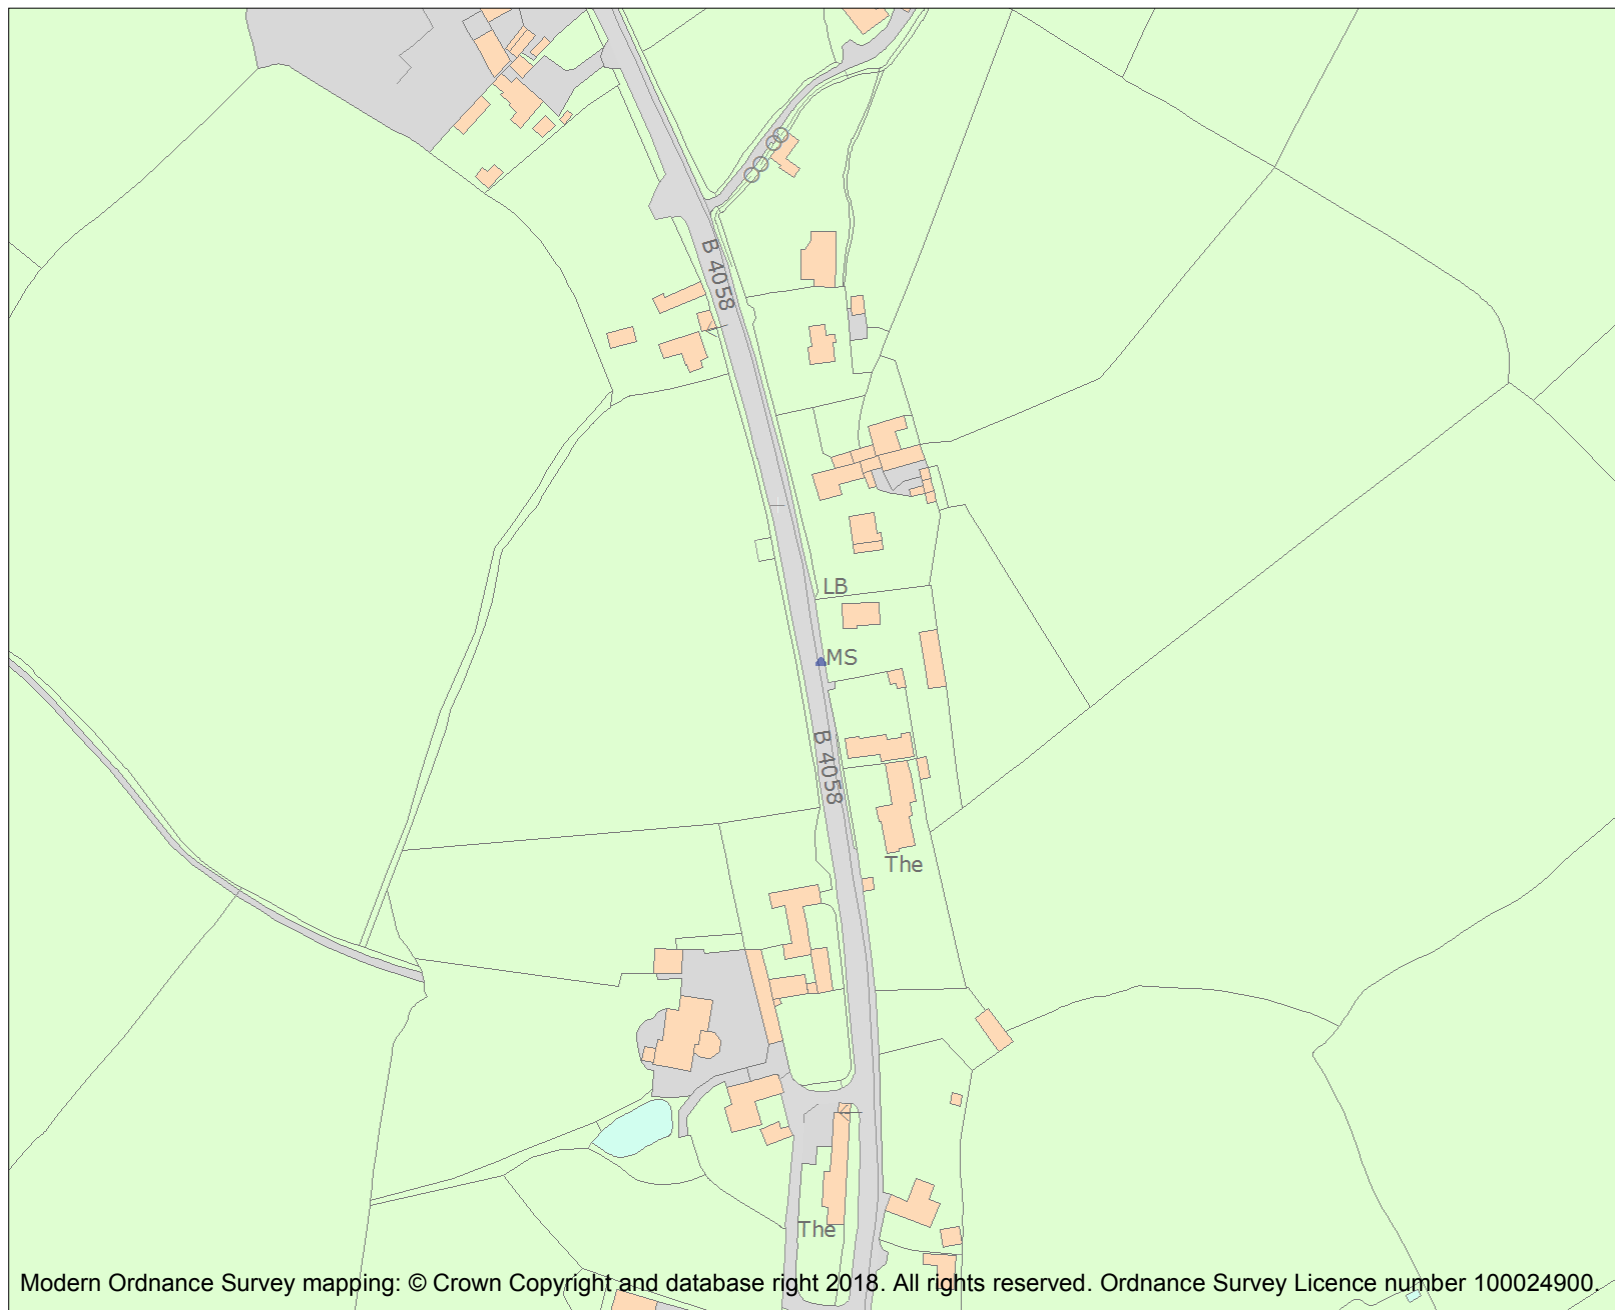 B 4058
LB
MS
B 4058
The
The
Modern Ordnance Survey mapping: © Crown Copyright and database right 2018. All rights reserved. Ordnance Survey Licence number 100024900.